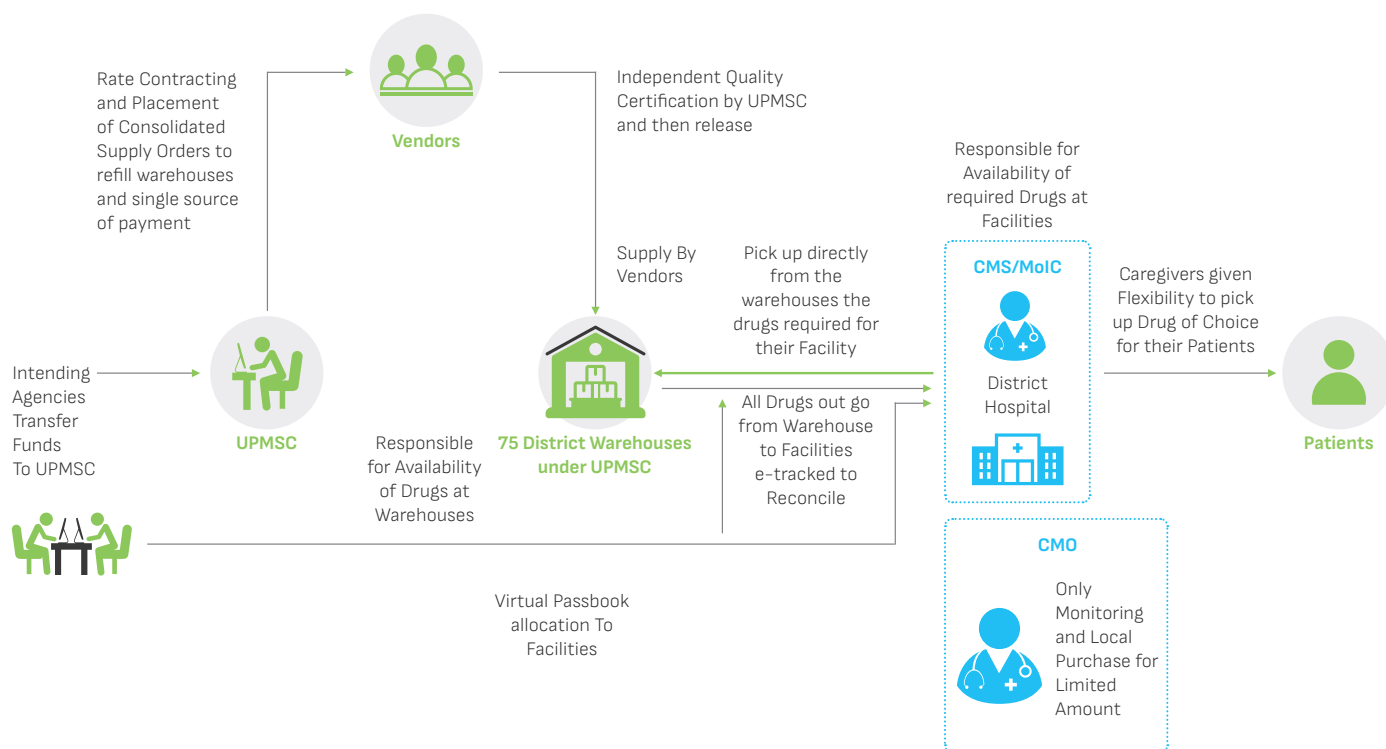 Rate Contracting
and Placement
of Consolidated
Supply Orders to
refill warehouses
and single source
of payment
Vendors
Independent Quality
Certification by UPMSC
and then release
Supply By
Vendors
Intending
Agencies
Transfer
Funds
To UPMSC
UPMSC
Responsible
for Availability
of Drugs at
Warehouses
75 District Warehouses
under UPMSC
Pick up directly
from the
warehouses the
drugs required for
their Facility
All Drugs out go
from Warehouse
to Facilities
e-tracked to
Reconcile
Responsible for
Availability of
required Drugs at
Facilities
CMS/MoIC
District
Hospital
Caregivers given
Flexibility to pick
up Drug of Choice
for their Patients
Patients
Virtual Passbook
allocation To
Facilities
CMO
Only
Monitoring
and Local
Purchase for
Limited
Amount